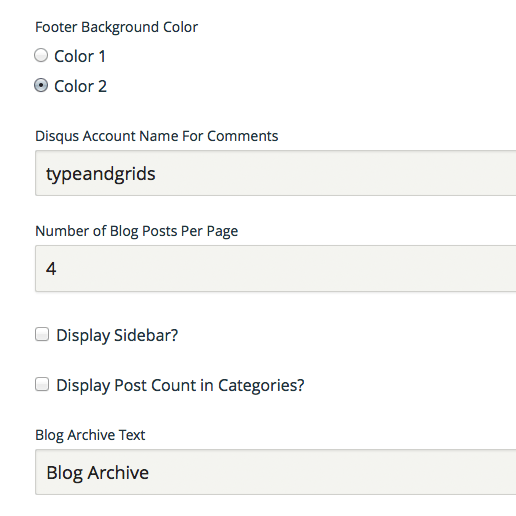 Footer Background Color
Color 1
Color 2
Disqus Account Name For Comments
typeandgrids
Number of Blog Posts Per Page
4
Display Sidebar?
Display Post Count in Categories?
Blog Archive Text
Blog Archive